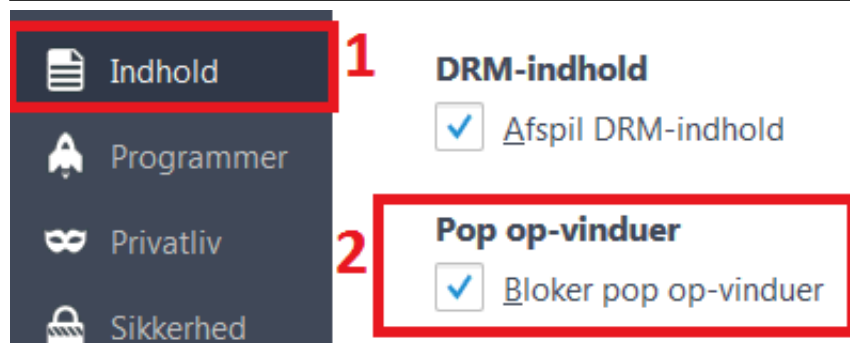 Indhold
Programmer
Privatliv
Sikkerhed
1
DRM-indhold
Afspil DRM-indhold
2
Pop op-vinduer
Bloker pop op-vinduer